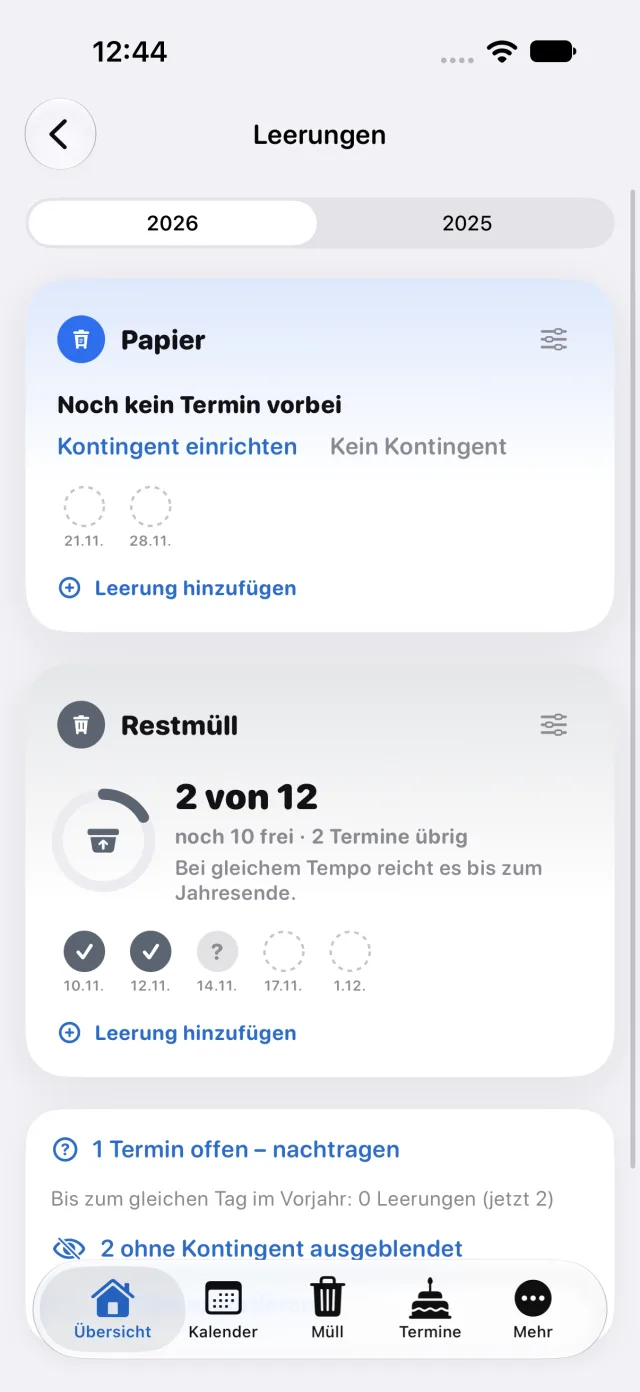 12:44
Leerungen
2026
2025
Papier
Noch kein Termin vorbei
Kontingent einrichten Kein Kontingent
21.11. 28.11.
Leerung hinzufügen
Restmüll
2 von 12
noch 10 frei · 2 Termine übrig
Bei gleichem Tempo reicht es bis zum
Jahresende.
?
10.11. 12.11. 14.11. 17.11. 1.12.
Leerung hinzufügen
? 1 Termin offen – nachtragen
Bis zum gleichen Tag im Vorjahr: 0 Leerungen (jetzt 2)
2 ohne Kontingent ausgeblendet
Übersicht Kalender Müll Termine Mehr